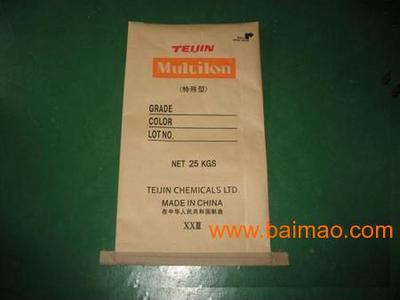 TEIJIN
Multilon
(特殊型)
GRADE
COLOR
LOT NO.
NET 25 KGS
TEIJIN CHEMICALS LTD.
MADE IN CHINA
在中华人民共和国制造
XXⅢ
www.baimao.com